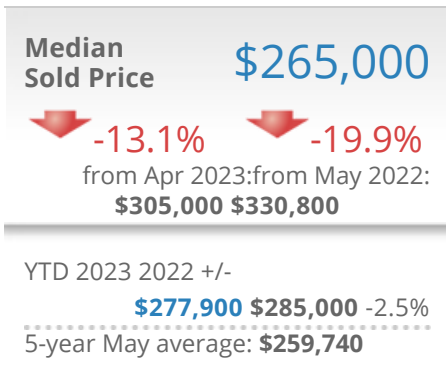 Median
Sold Price
$265,000
-13.1% -19.9%
from Apr 2023:from May 2022:
$305,000 $330,800
YTD 2023 2022 +/-
$277,900 $285,000 -2.5%
5-year May average: $259,740